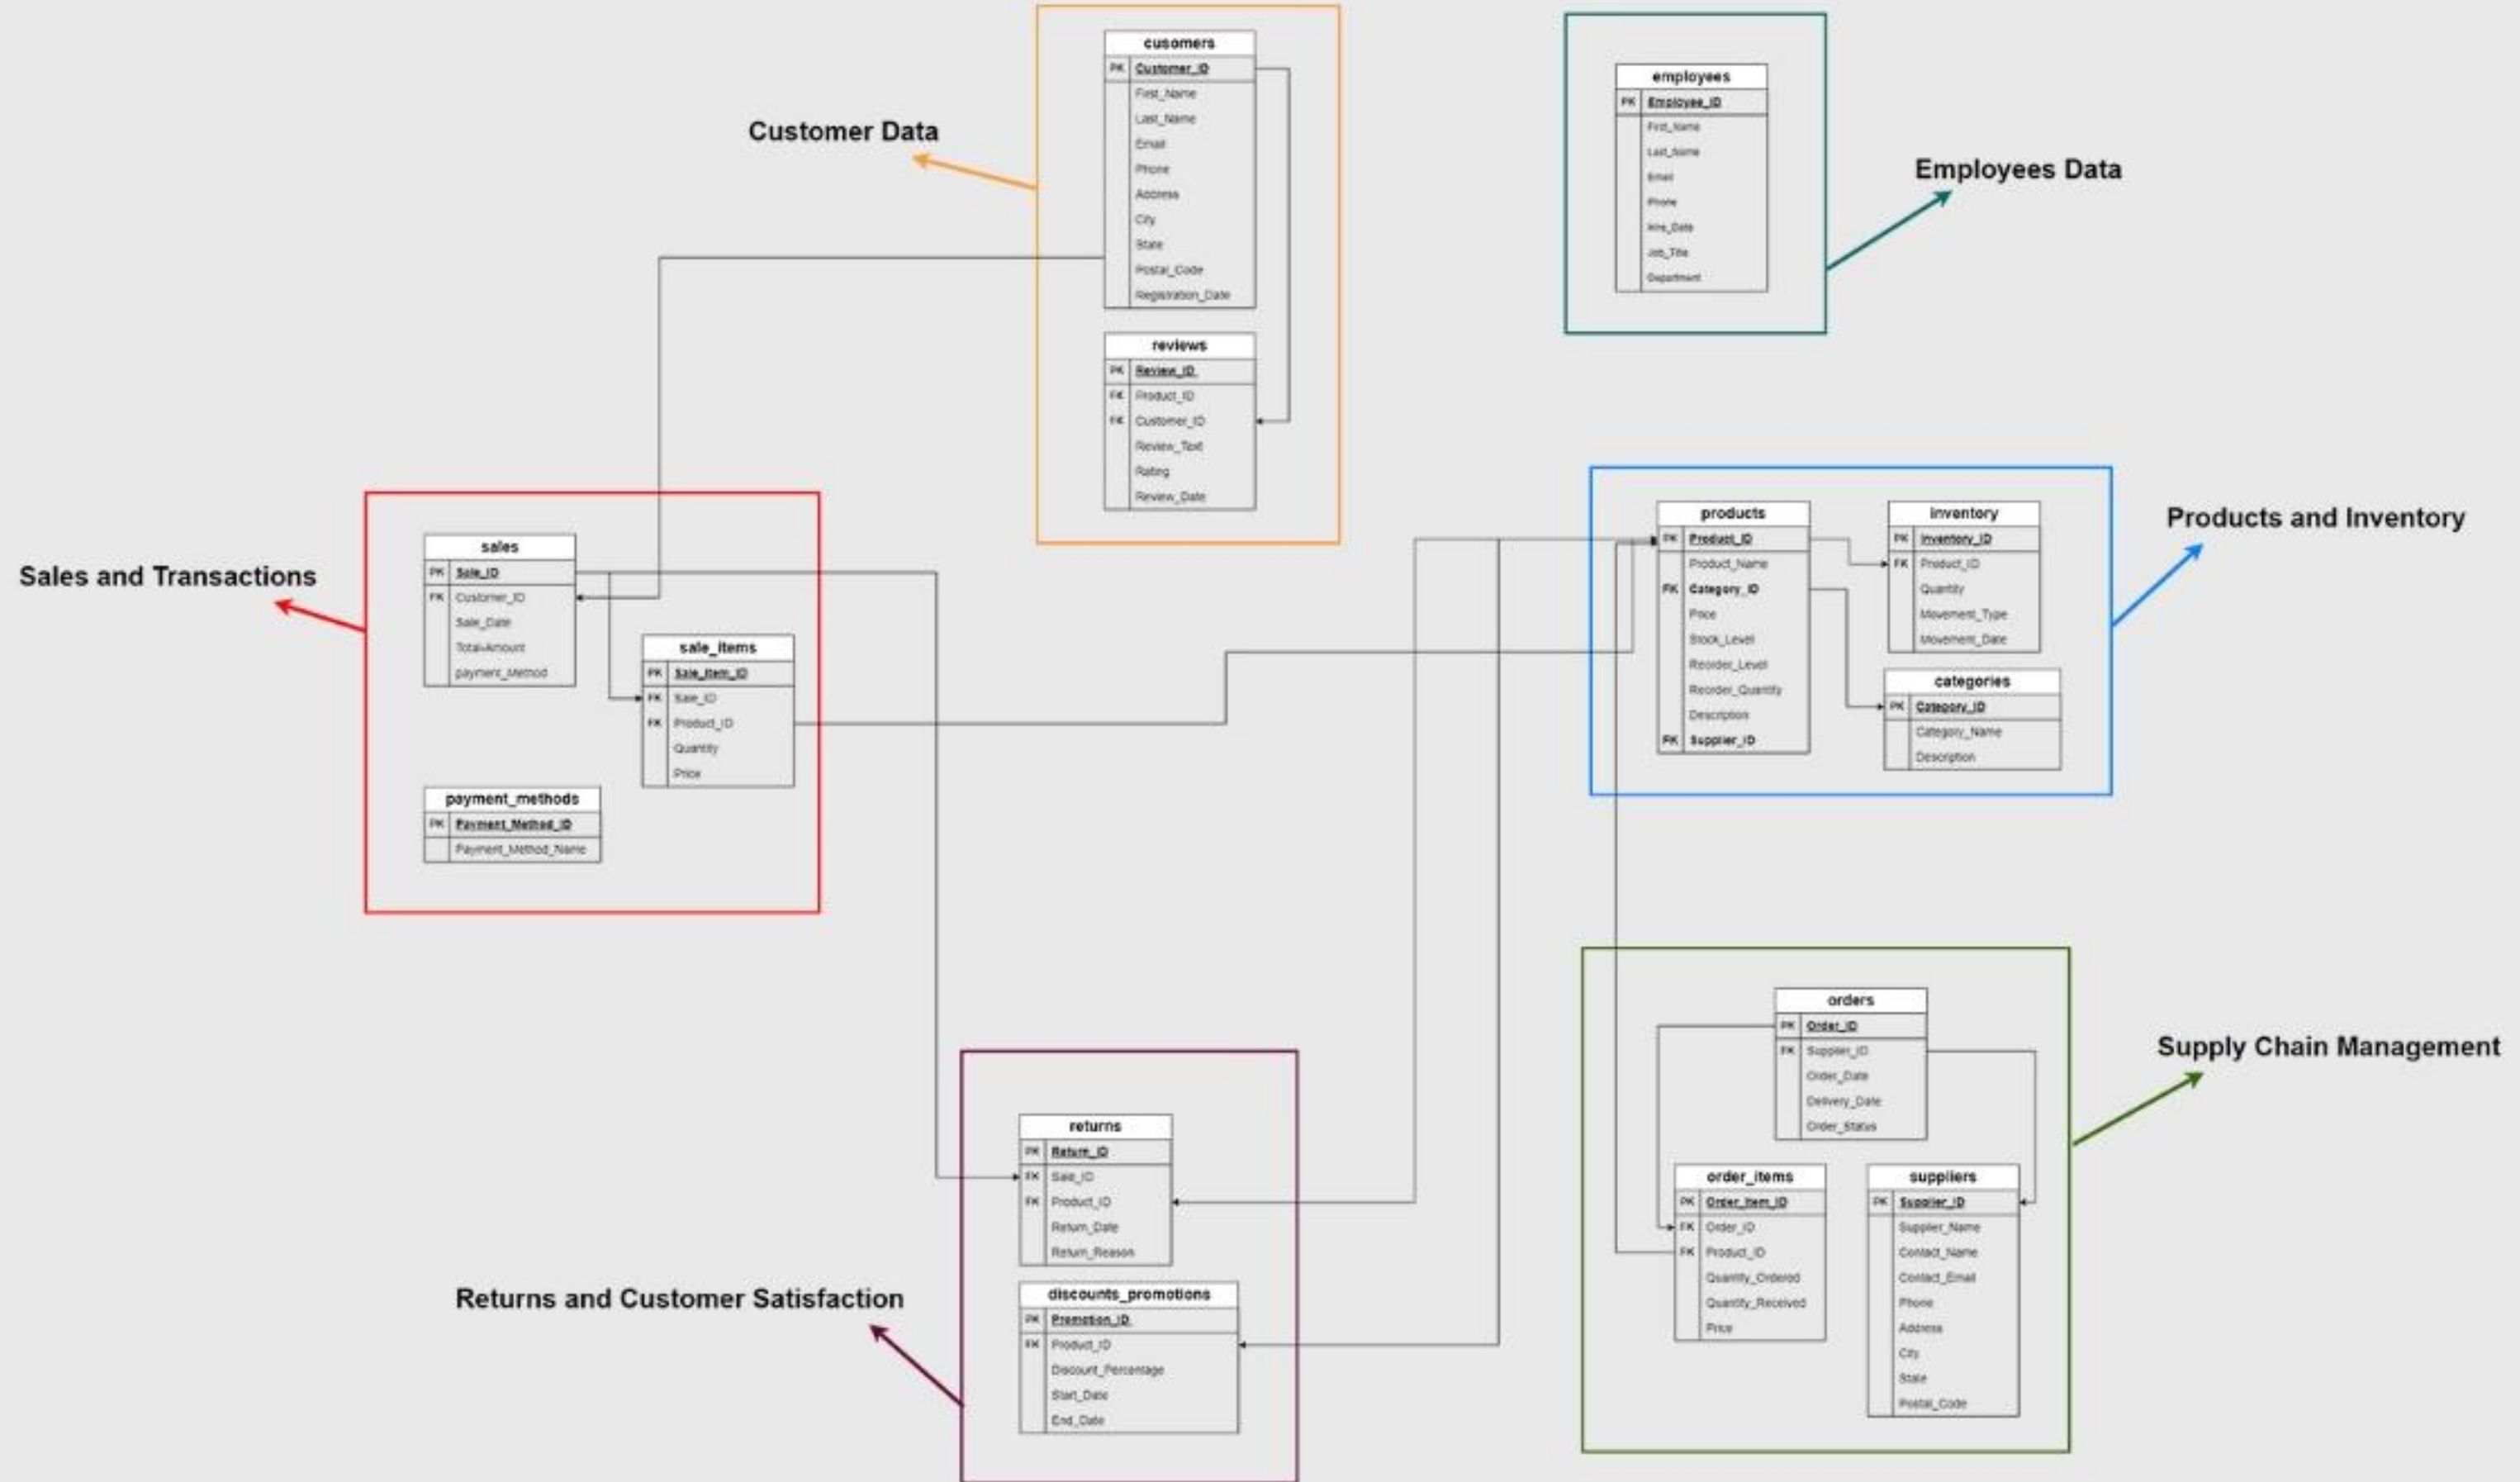 Customer Data
cusomers
PK Customer_ID
First_Name
Last_Name
Email
Phone
Address
City
State
Postal_Code
Registration_Date
reviews
PK Review_ID
FK Product_ID
FK Customer_ID
Review_Text
Rating
Review_Date
Employees Data
employees
PK Employee_ID
First_Name
Last_Name
Email
Phone
Hire_Date
Job_Title
Department
Sales and Transactions
sales
PK Sale_ID
FK Customer_ID
Sale_Date
Total=Amount
payment_Method
sale_items
PK Sale_Item_ID
FK Sale_ID
FK Product_ID
Quantity
Price
payment_methods
PK Payment_Method_ID
Payment_Method_Name
Products and Inventory
products
PK Product_ID
Product_Name
FK Category_ID
Price
Stock_Level
Reorder_Level
Reorder_Quantity
Description
FK Supplier_ID
inventory
PK Inventory_ID
FK Product_ID
Quantity
Movement_Type
Movement_Date
categories
PK Category_ID
Category_Name
Description
Returns and Customer Satisfaction
returns
PK Return_ID
FK Sale_ID
FK Product_ID
Return_Date
Return_Reason
discounts_promotions
PK Promotion_ID
FK Product_ID
Discount_Percentage
Start_Date
End_Date
Supply Chain Management
orders
PK Order_ID
FK Supplier_ID
Order_Date
Delivery_Date
Order_Status
order_items
PK Order_Item_ID
FK Order_ID
FK Product_ID
Quantity_Ordered
Quantity_Received
Price
suppliers
PK Supplier_ID
Supplier_Name
Contact_Name
Contact_Email
Phone
Address
City
State
Postal_Code